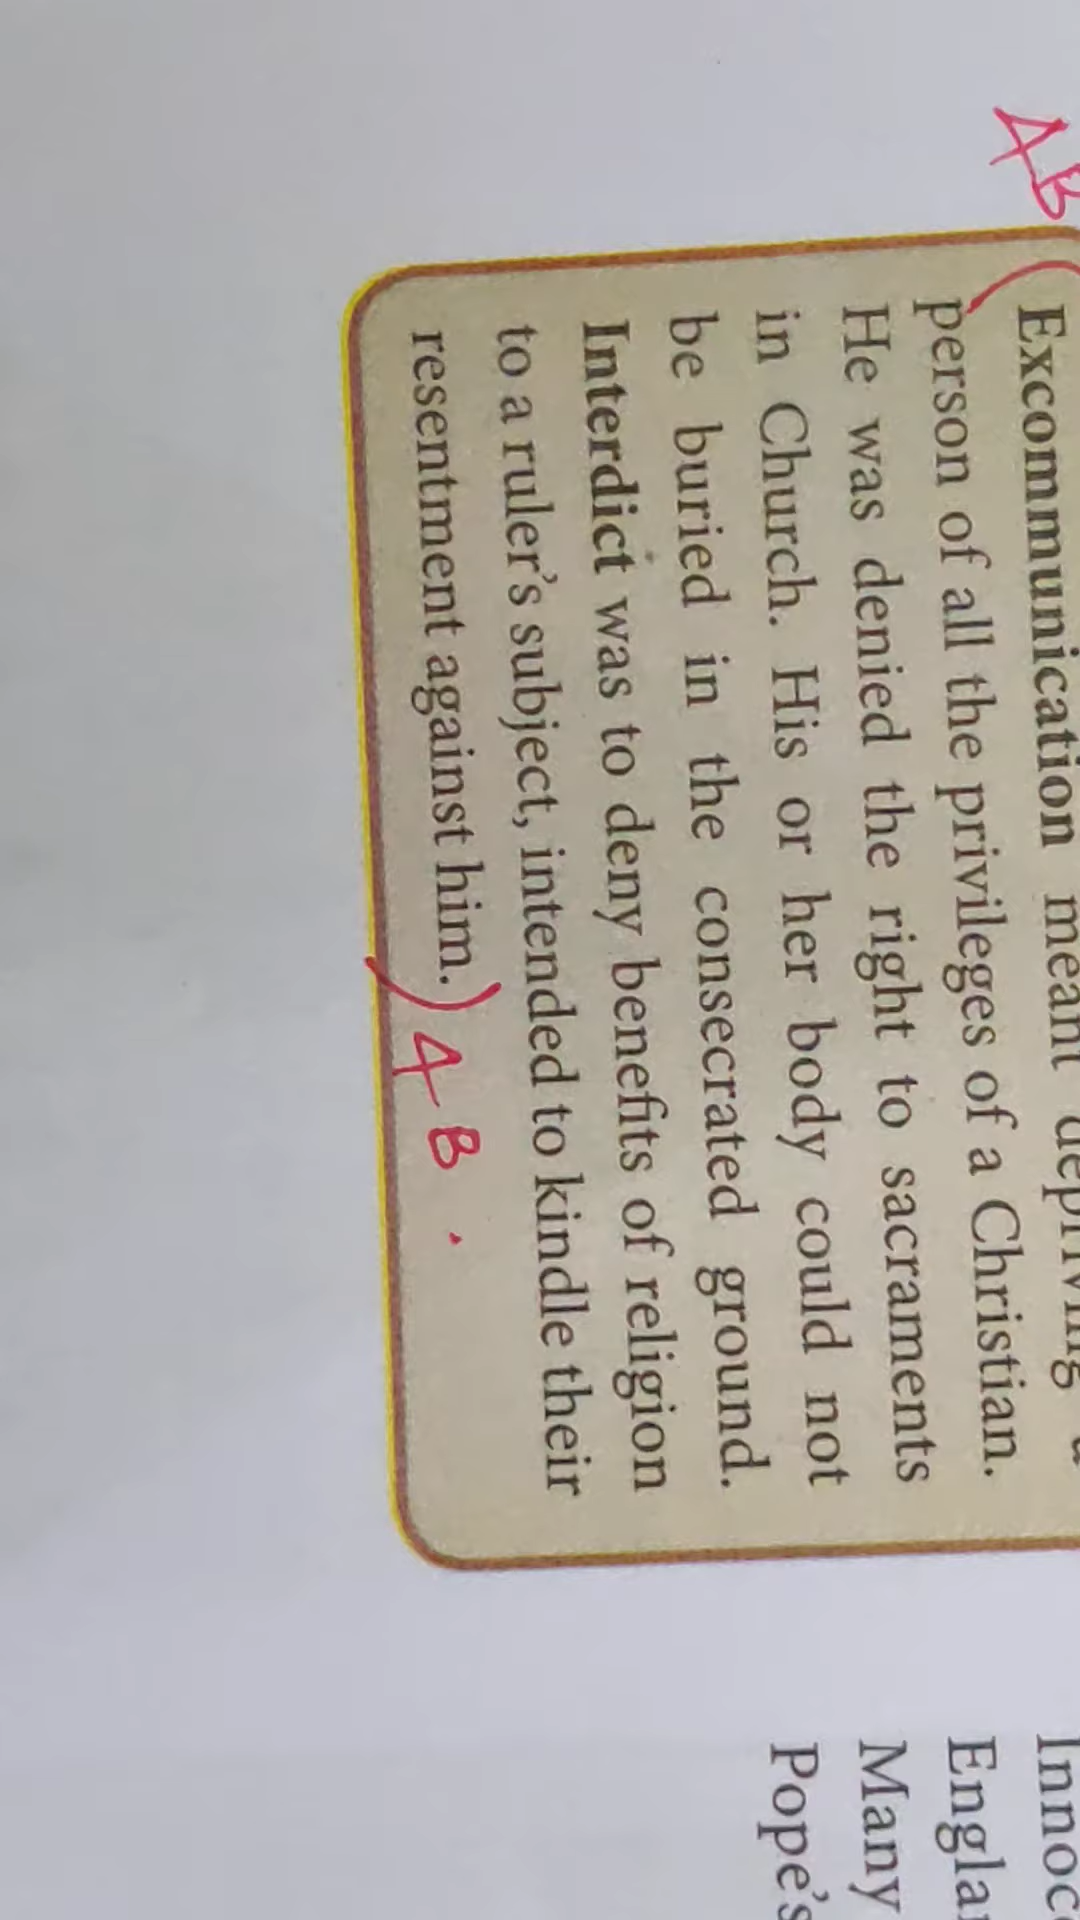 AB
Excommunication meant depriving a
person of all the privileges of a Christian.
He was denied the right to sacraments
in Church. His or her body could not
be buried in the consecrated ground.
Interdict was to deny benefits of religion
to a ruler's subject, intended to kindle their
resentment against him.) AB.
Many
Pope's